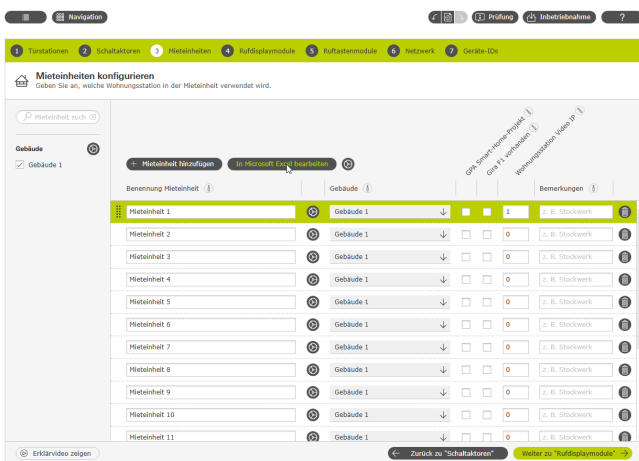 Navigation
Prüfung
Inbetriebnahme
?
1 Türstationen 2 Schaltaktoren 3 Mieteinheiten 4 Rufdisplaymodule 5 Ruftastenmodule 6 Netzwerk 7 Geräte-IDs
Mieteinheiten konfigurieren
Geben Sie an, welche Wohnungsstation in der Mieteinheit verwendet wird.
Mieteinheit such
Gebäude
Gebäude 1
+ Mieteinheit hinzufügen In Microsoft Excel bearbeiten
GPA Smart-Home-Projekt
Gira F1 vorhanden
Wohnungsstation Video IP
Benennung Mieteinheit Gebäude Bemerkungen
Mieteinheit 1 Gebäude 1 1 z. B. Stockwerk
Mieteinheit 2 Gebäude 1 0 z. B. Stockwerk
Mieteinheit 3 Gebäude 1 0 z. B. Stockwerk
Mieteinheit 4 Gebäude 1 0 z. B. Stockwerk
Mieteinheit 5 Gebäude 1 0 z. B. Stockwerk
Mieteinheit 6 Gebäude 1 0 z. B. Stockwerk
Mieteinheit 7 Gebäude 1 0 z. B. Stockwerk
Mieteinheit 8 Gebäude 1 0 z. B. Stockwerk
Mieteinheit 9 Gebäude 1 0 z. B. Stockwerk
Mieteinheit 10 Gebäude 1 0 z. B. Stockwerk
Mieteinheit 11 Gebäude 1 0 z. B. Stockwerk
Erklärvideo zeigen Zurück zu "Schaltaktoren" Weiter zu "Rufdisplaymodule"